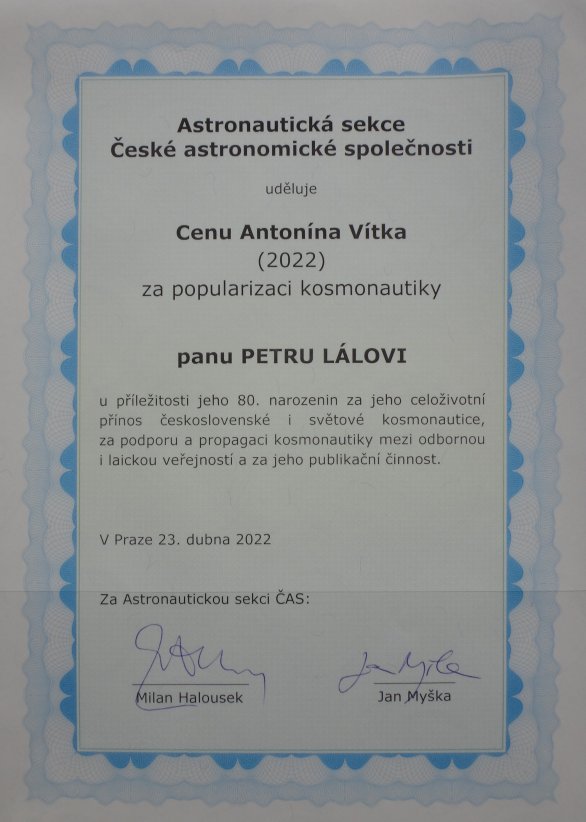 Astronautická sekce
České astronomické společnosti
uděluje
Cenu Antonína Vítka
(2022)
za popularizaci kosmonautiky
panu PETRU LÁLOVI
u příležitosti jeho 80. narozenin za jeho celoživotní
přínos československé i světové kosmonautice,
za podporu a propagaci kosmonautiky mezi odbornou
i laickou veřejností a za jeho publikační činnost.
V Praze 23. dubna 2022
Za Astronautickou sekci ČAS:
Milan Halousek
Jan Myška